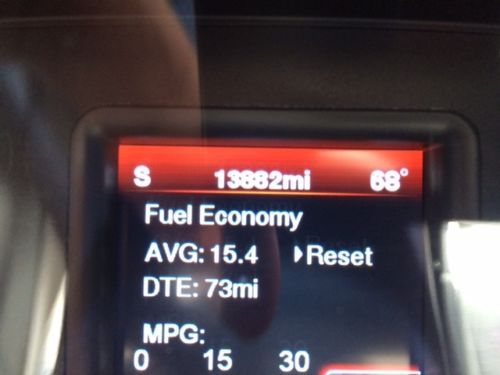 S 13882mi 68°
Fuel Economy
AVG: 15.4 Reset
DTE: 73mi
MPG:
0 15 30